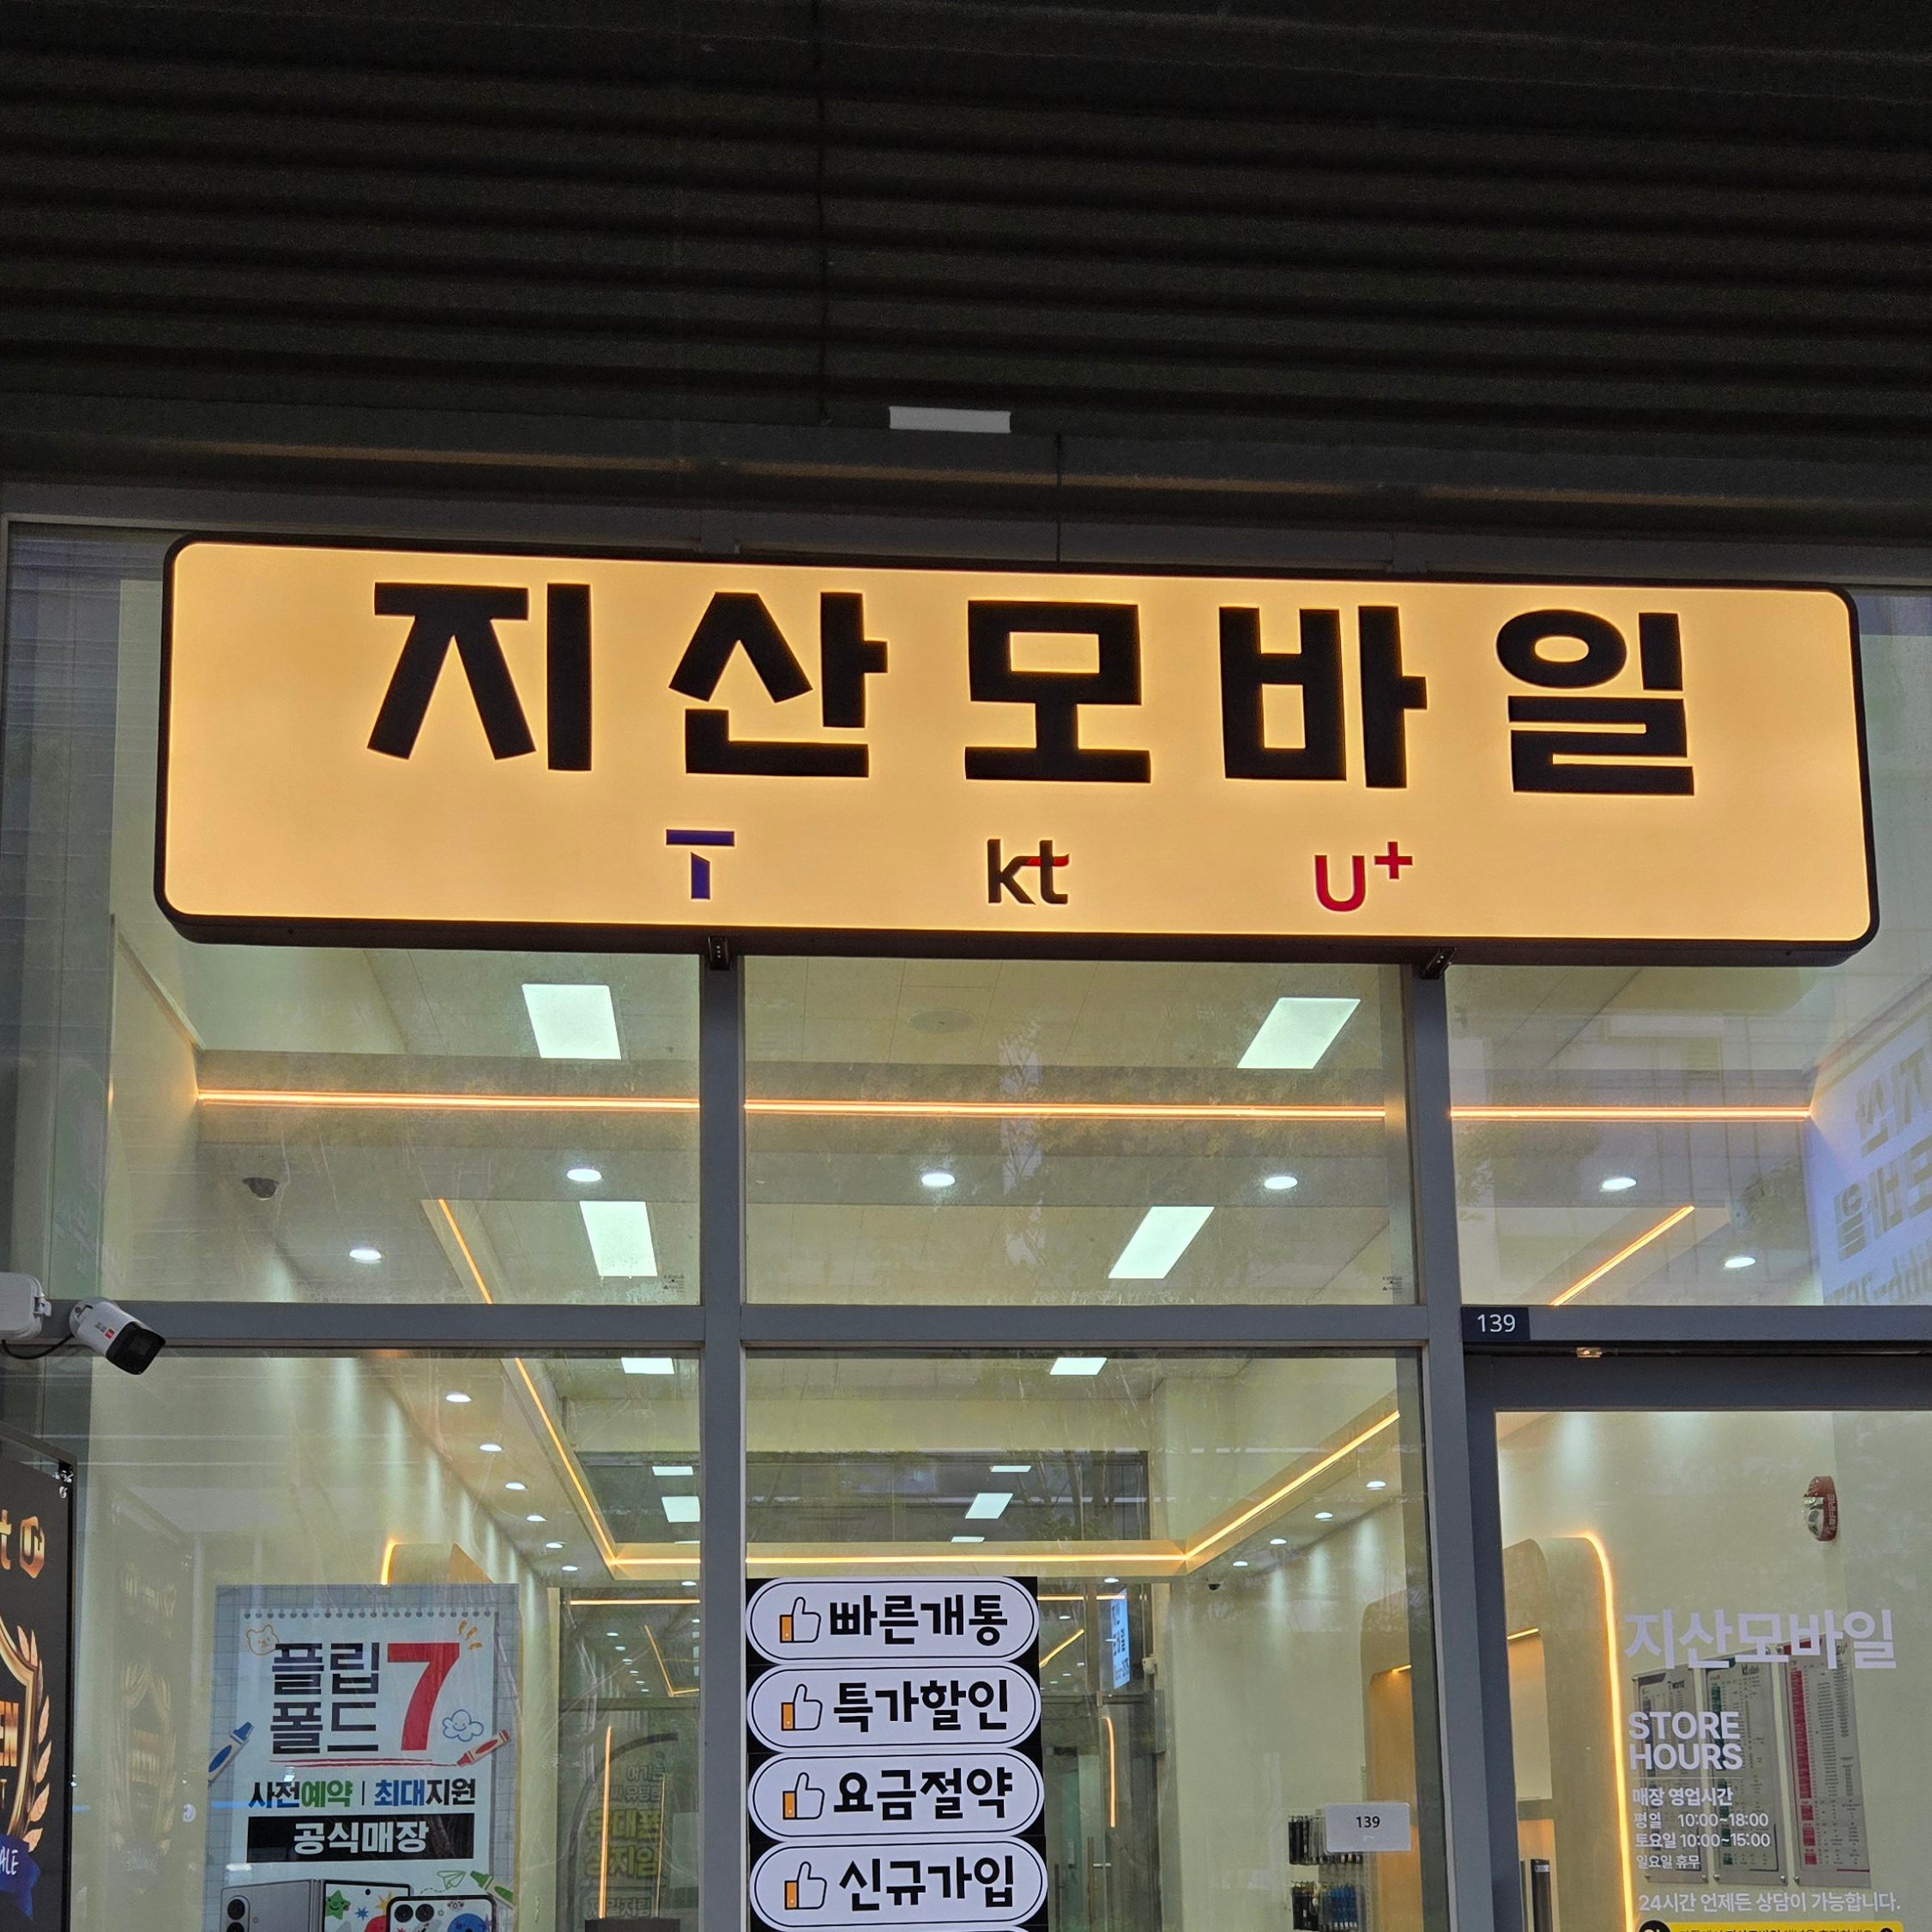 지산모바일
T kt U+
139
플립
폴드 7
사전예약 | 최대지원
공식매장
빠른개통
특가할인
요금절약
신규가입
139
지산모바일
STORE
HOURS
매장 영업시간
평일 10:00~18:00
토요일 10:00~15:00
일요일 휴무
24시간 언제든 상담이 가능합니다.